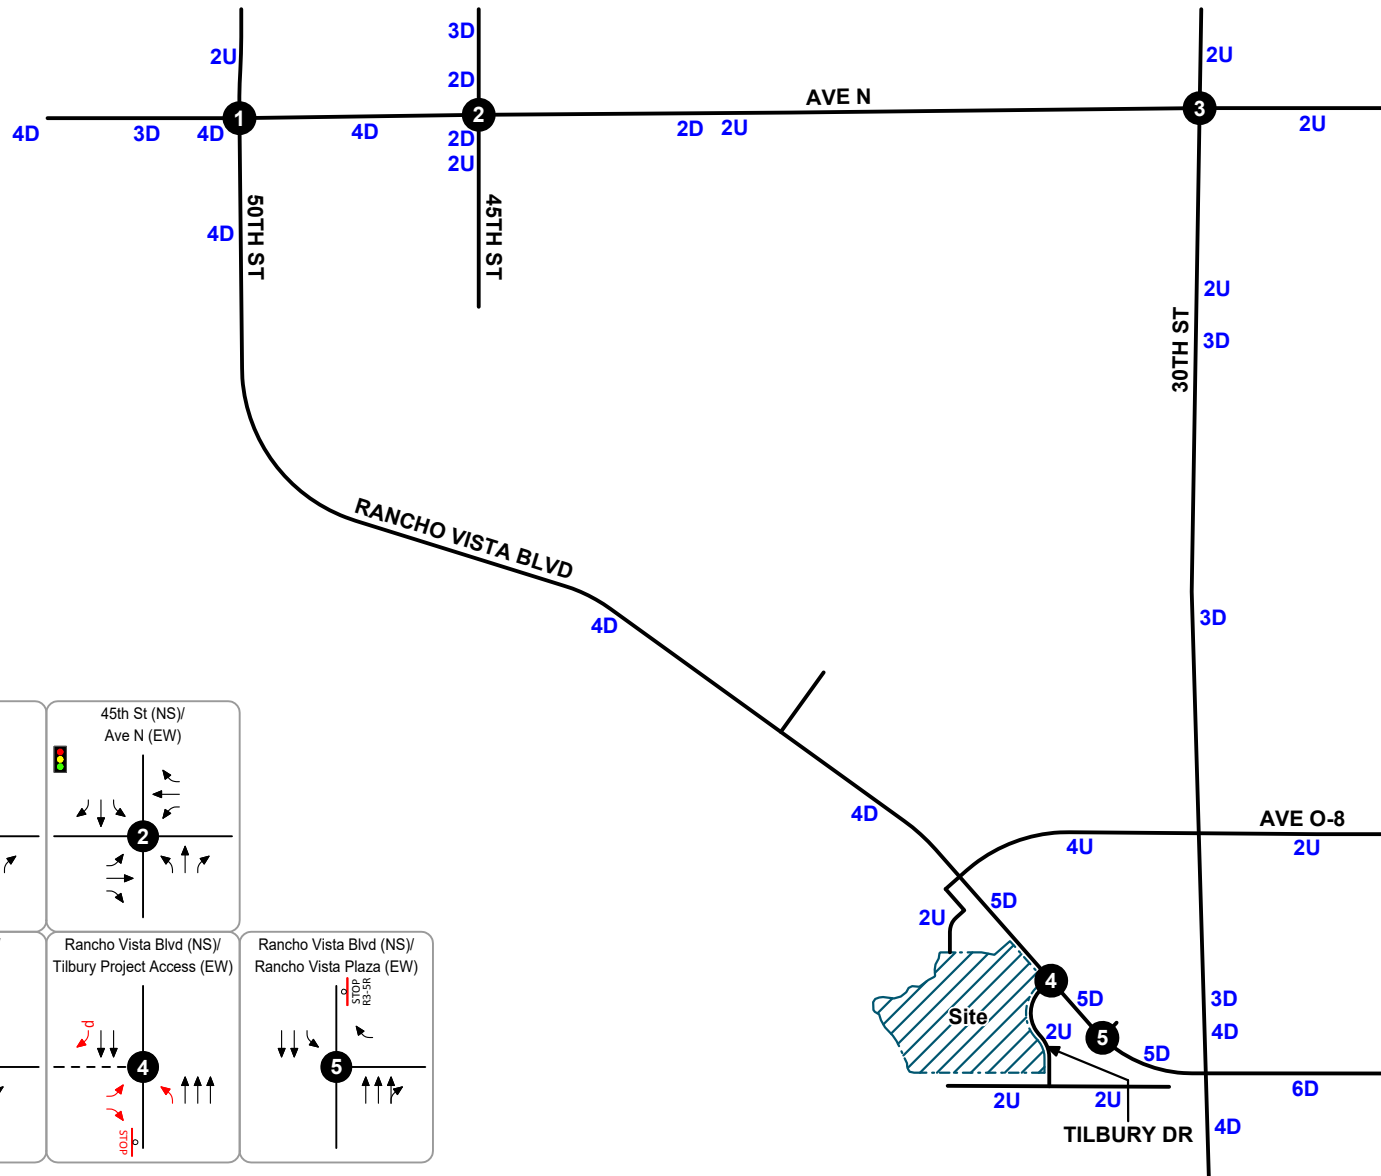 3D
2U
2U
2D
AVE N
1
2
3
4D
3D
4D
4D
2D
2D
2U
2U
2U
50TH ST
45TH ST
4D
2U
30TH ST
3D
RANCHO VISTA BLVD
4D
3D
4D
AVE O-8
4U
2U
5D
2U
4
5D
3D
Site
2U
5
4D
5D
6D
2U
2U
4D
TILBURY DR
45th St (NS)/
Ave N (EW)
2
Rancho Vista Blvd (NS)/
Tilbury Project Access (EW)
d
4
STOP
Rancho Vista Blvd (NS)/
Rancho Vista Plaza (EW)
STOP
R3-5R
5